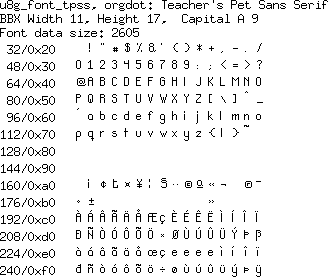 u8g_font_tpss, orgdot: Teacher's Pet Sans Serif
BBX Width 11, Height 17, Capital A 9
Font data size: 2605
32/0x20 ! " # $ % & ' ( ) * + , - . /
48/0x30 0 1 2 3 4 5 6 7 8 9 : ; < = > ?
64/0x40 @ A B C D E F G H I J K L M N O
80/0x50 P Q R S T U V W X Y Z [ \ ] ^ _
96/0x60 ` a b c d e f g h i j k l m n o
112/0x70 p q r s t u v w x y z { | } ~
128/0x80
144/0x90
160/0xa0 ¡ ¢ £ ¤ ¥ ¦ § ¨ © ª « ¬ ® ¯
176/0xb0 ° ± »
192/0xc0 À Á Â Ã Ä Å Æ Ç È É Ê Ë Ì Í Î Ï
208/0xd0 Ð Ñ Ò Ó Ô Õ Ö × Ø Ù Ú Û Ü Ý Þ ß
224/0xe0 à á â ã ä å æ ç è é ê ë ì í î ï
240/0xf0 ð ñ ò ó ô õ ö ÷ ø ù ú û ü ý þ ÿ